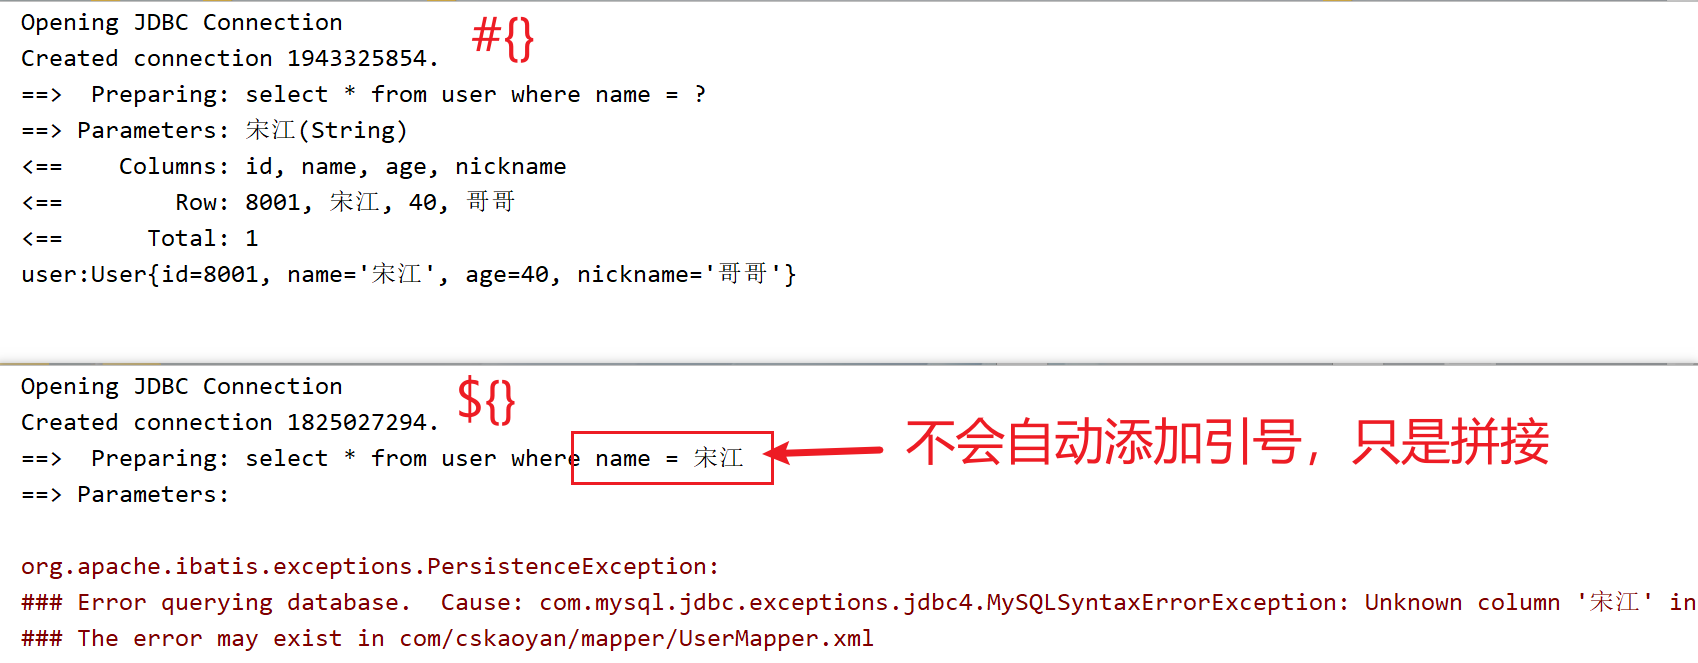 Opening JDBC Connection
#{}
Created connection 1943325854.
==>  Preparing: select * from user where name = ?
==> Parameters: 宋江(String)
<==    Columns: id, name, age, nickname
<==        Row: 8001, 宋江, 40, 哥哥
<==      Total: 1
user:User{id=8001, name='宋江', age=40, nickname='哥哥'}
Opening JDBC Connection
${}
Created connection 1825027294.
==>  Preparing: select * from user where name = 宋江
不会自动添加引号，只是拼接
==> Parameters:
org.apache.ibatis.exceptions.PersistenceException:
### Error querying database.  Cause: com.mysql.jdbc.exceptions.jdbc4.MySQLSyntaxErrorException: Unknown column '宋江' in
### The error may exist in com/cskaoyan/mapper/UserMapper.xml